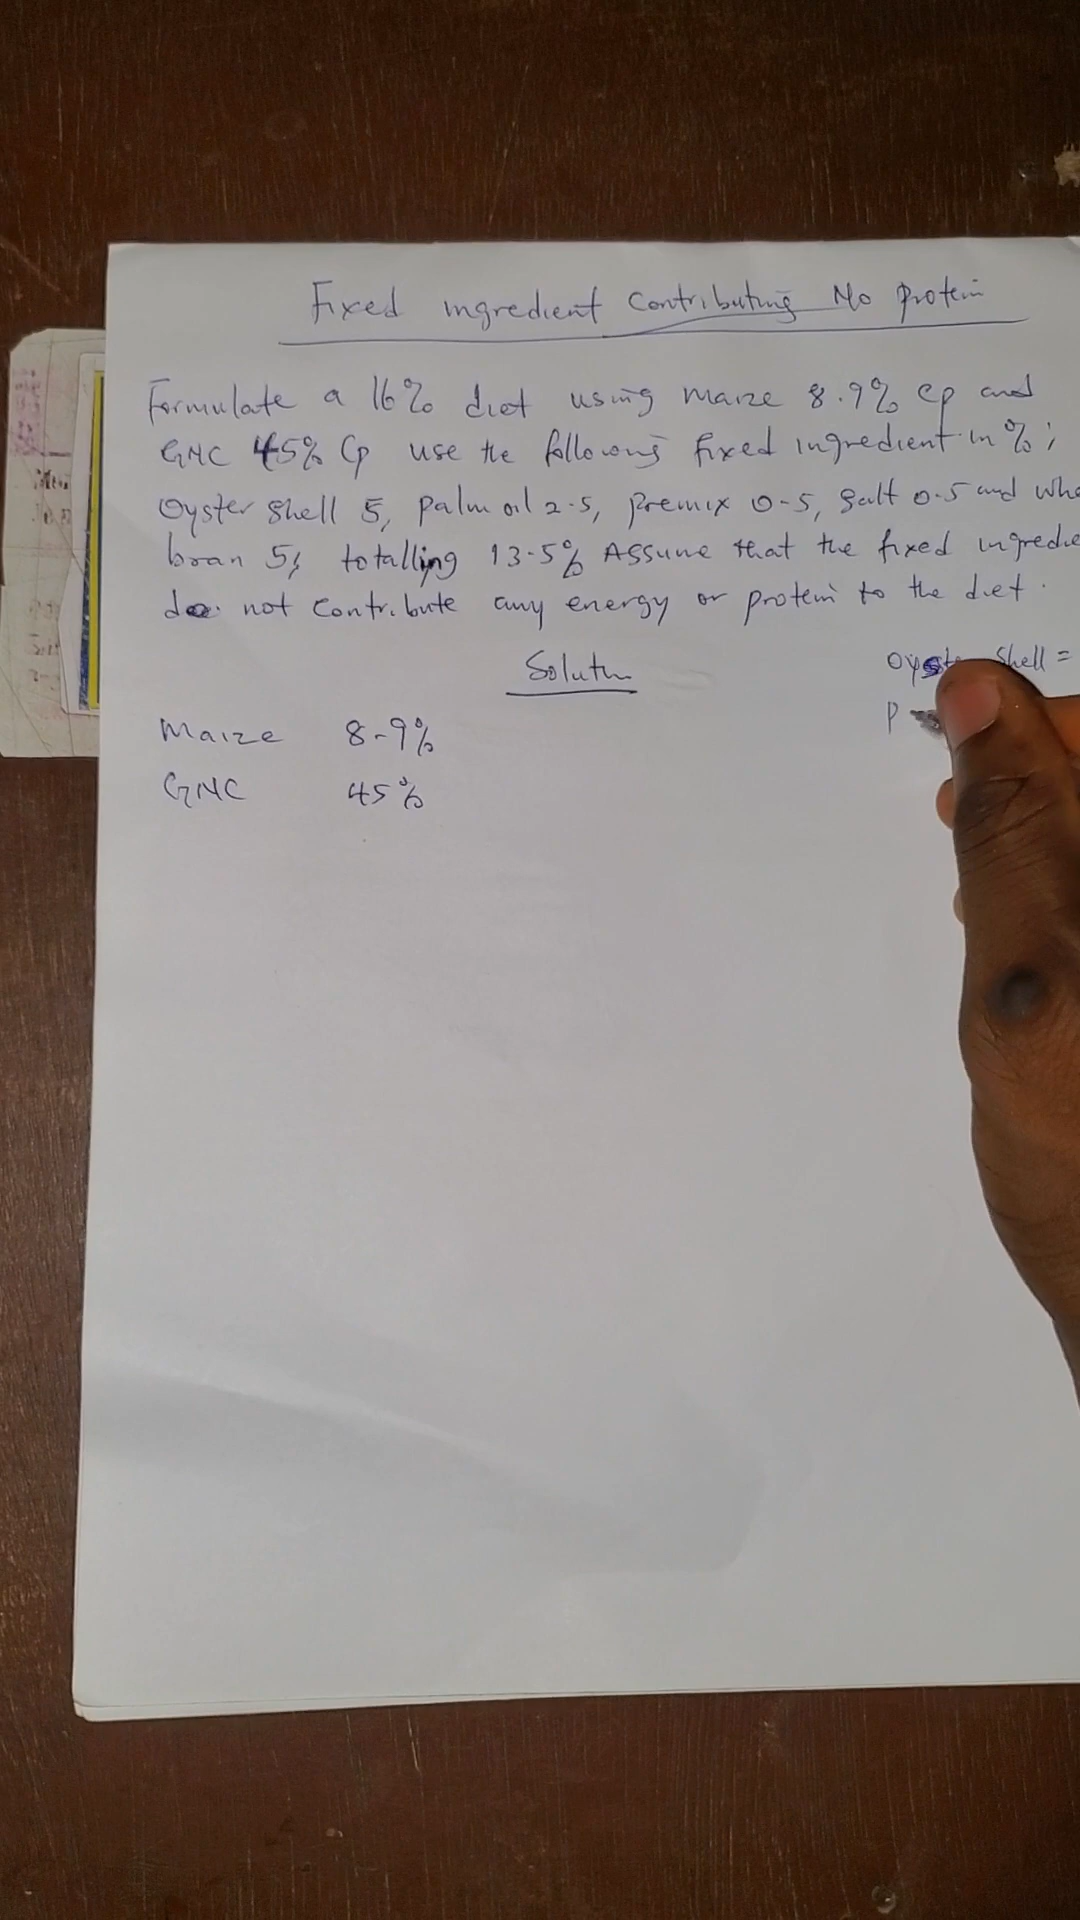 Fixed ingredient Contributing No protein
Formulate a 16% diet using maize 8.9% cp and
GNC 45% Cp use the following fixed ingredient in %;
Oyster shell 5, palm oil 2.5, premix 0-5, salt 0.5 and
bran 5, totalling 13.5% Assume that the fixed
do not contribute any energy or protein to the diet.
Solutn
Oyster Shell =
P
Maize 8-9%
GNC 45%